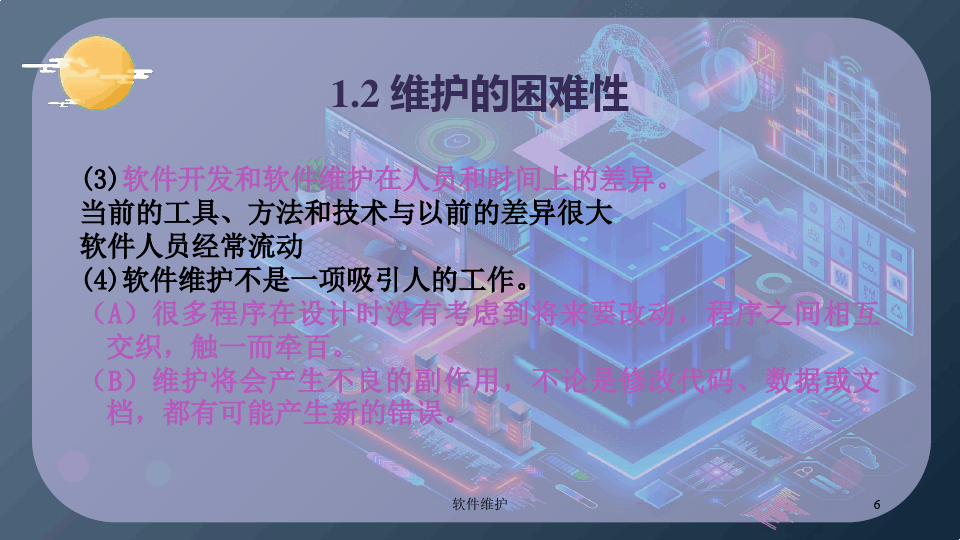 1.2 维护的困难性
(3)软件开发和软件维护在人员和时间上的差异。
当前的工具、方法和技术与以前的差异很大
软件人员经常流动
(4)软件维护不是一项吸引人的工作。
（A）很多程序在设计时没有考虑到将来要改动，程序之间相互
交织，触一而牵百。
（B）维护将会产生不良的副作用，不论是修改代码、数据或文
档，都有可能产生新的错误。
软件维护
6